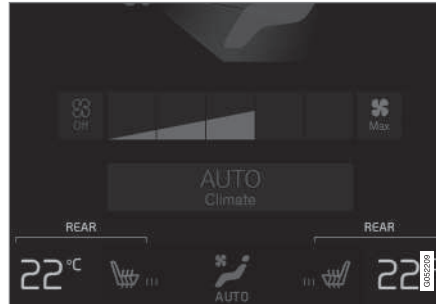 Off
Max
AUTO
Climate
REAR
REAR
22°C
22
AUTO
G052209